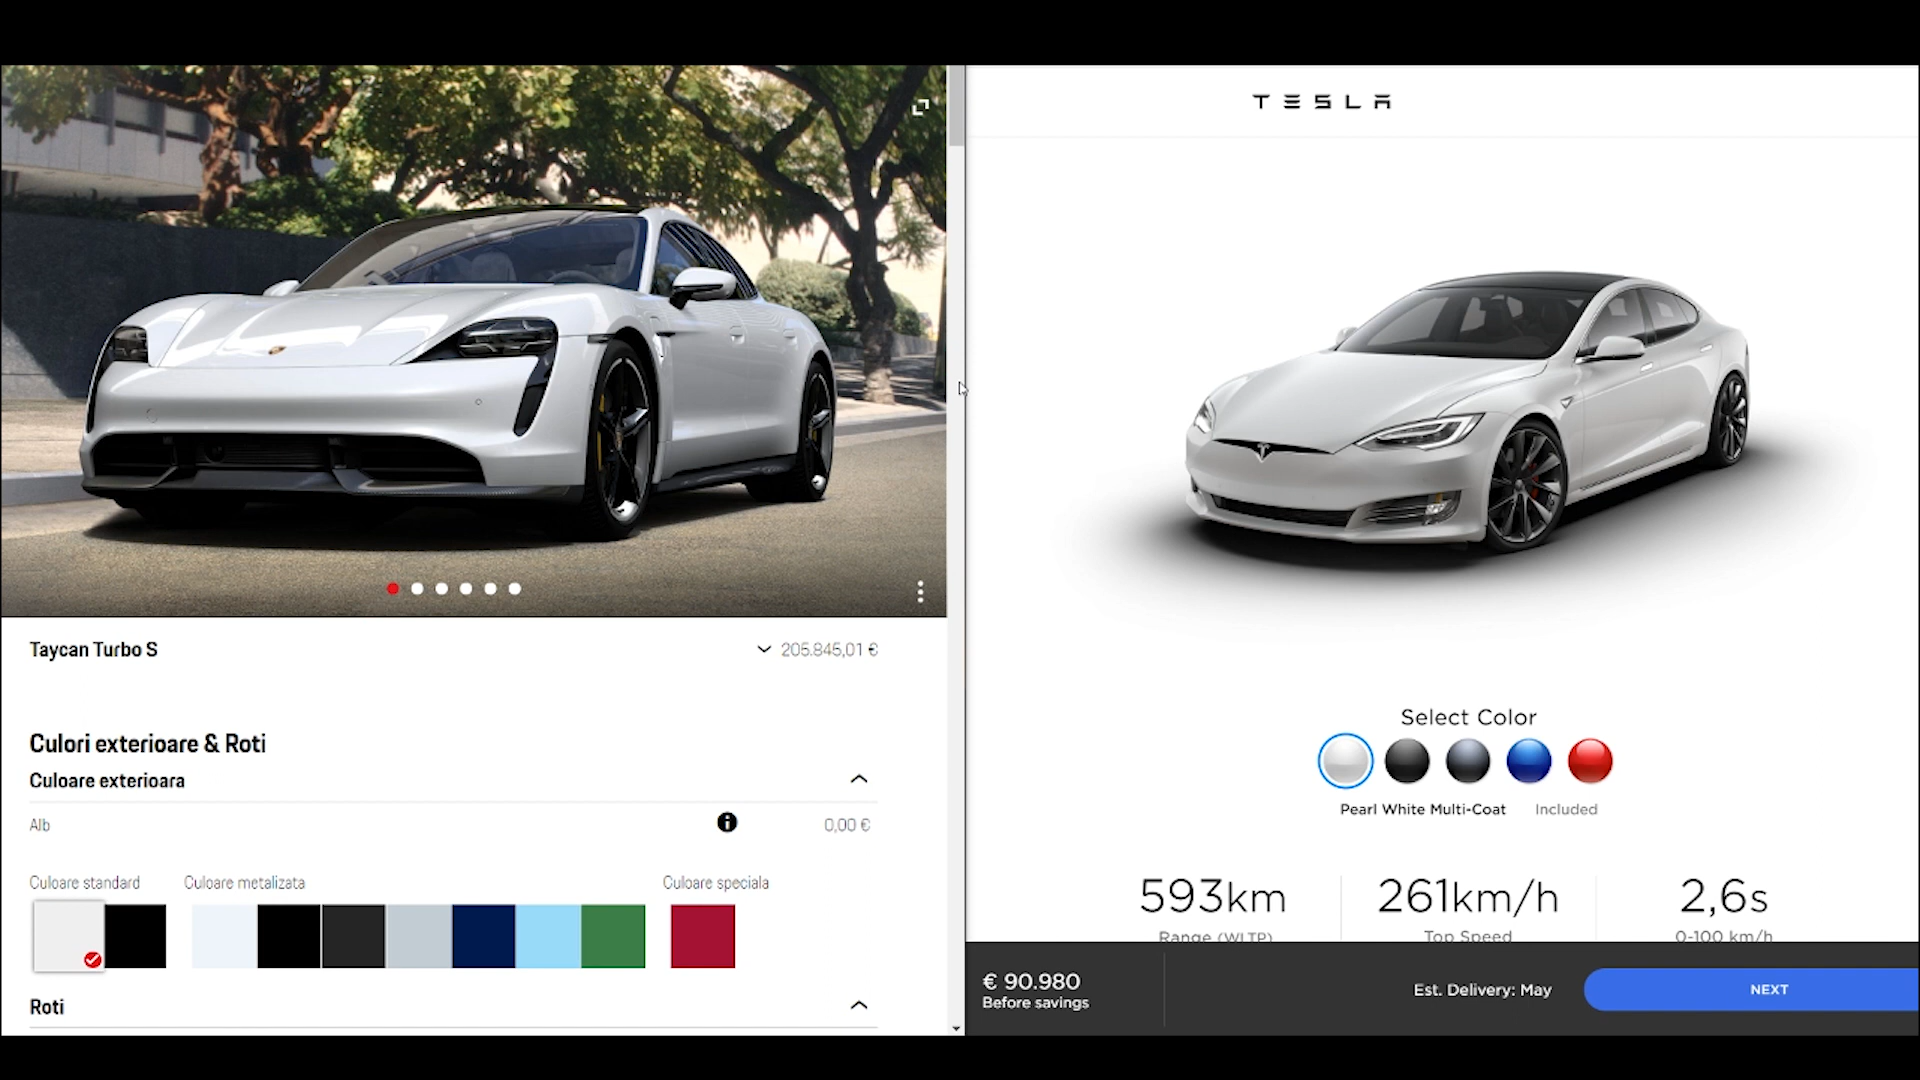 Taycan Turbo S
205.845,01 €
Culori exterioare & Roti
Culoare exterioara
Alb
0,00 €
Culoare standard
Culoare metalizata
Culoare speciala
Roti
TESLA
Select Color
Pearl White Multi-Coat Included
593km 261km/h 2,6s
Range (WLTP) Top Speed 0-100 km/h
€ 90.980
Before savings
Est. Delivery: May
NEXT